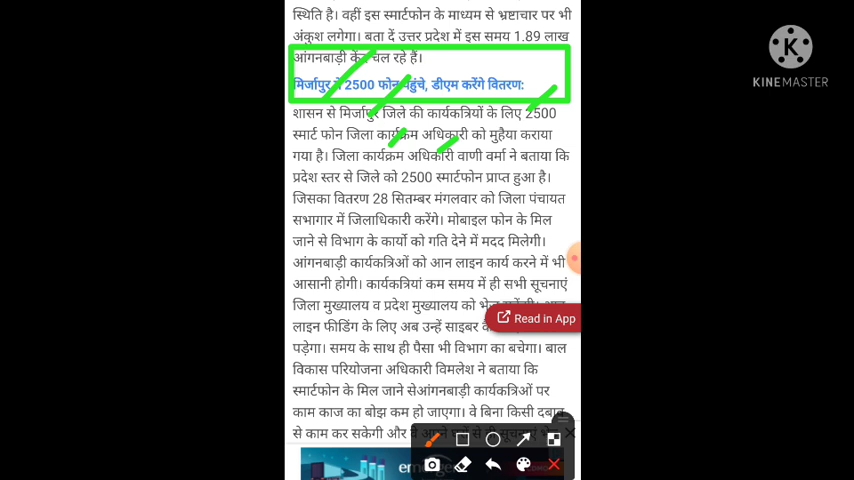 स्थिति है। वहीं इस स्मार्टफोन के माध्यम से भ्रष्टाचार पर भी
अंकुश लगेगा। बता दें उत्तर प्रदेश में इस समय 1.89 लाख
आंगनबाड़ी केंद्र चल रहे हैं।
मिर्जापुर में 2500 फोन पहुंचे, डीएम करेंगे वितरण:
शासन से मिर्जापुर जिले की कार्यकत्रियों के लिए 2500
स्मार्ट फोन जिला कार्यक्रम अधिकारी को मुहैया कराया
गया है। जिला कार्यक्रम अधिकारी वाणी वर्मा ने बताया कि
प्रदेश स्तर से जिले को 2500 स्मार्टफोन प्राप्त हुआ है।
जिसका वितरण 28 सितम्बर मंगलवार को जिला पंचायत
सभागार में जिलाधिकारी करेंगे। मोबाइल फोन के मिल
जाने से विभाग के कार्यो को गति देने में मदद मिलेगी।
आंगनबाड़ी कार्यकत्रिओं को आन लाइन कार्य करने में भी
आसानी होगी। कार्यकत्रियां कम समय में ही सभी सूचनाएं
जिला मुख्यालय व प्रदेश मुख्यालय को
लाइन फीडिंग के लिए अब उन्हें साइबर
Read in App
पड़ेगा। समय के साथ ही पैसा भी विभाग का बचेगा। बाल
विकास परियोजना अधिकारी विमलेश ने बताया कि
स्मार्टफोन के मिल जाने सेआंगनबाड़ी कार्यकत्रिओं पर
काम काज का बोझ कम हो जाएगा। वे बिना किसी दबाव
से काम कर सकेगी और
K
KINEMASTER